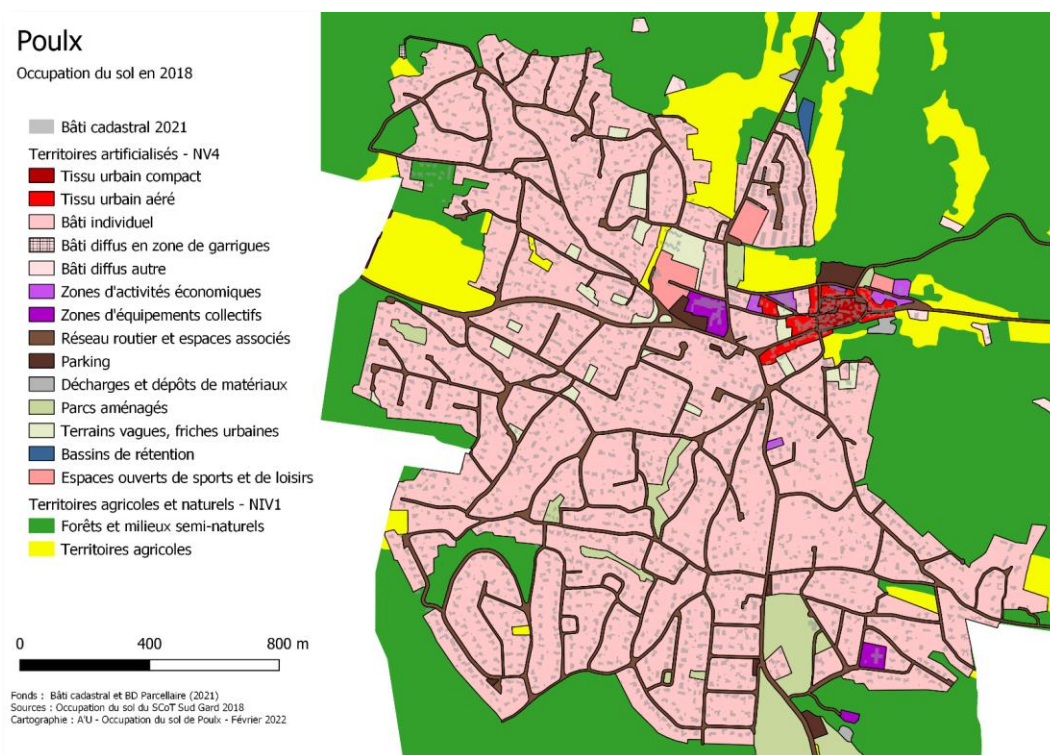 Poulx
Occupation du sol en 2018
Bâti cadastral 2021
Territoires artificialisés - NV4
Tissu urbain compact
Tissu urbain aéré
Bâti individuel
Bâti diffus en zone de garrigues
Bâti diffus autre
Zones d'activités économiques
Zones d'équipements collectifs
Réseau routier et espaces associés
Parking
Décharges et dépôts de matériaux
Parcs aménagés
Terrains vagues, friches urbaines
Bassins de rétention
Espaces ouverts de sports et de loisirs
Territoires agricoles et naturels - NIV1
Forêts et milieux semi-naturels
Territoires agricoles
0 400 800 m
Fonds : Bâti cadastral et BD Parcellaire (2021)
Sources : Occupation du sol du SCoT Sud Gard 2018
Cartographie : A'U - Occupation du sol de Poulx - Février 2022